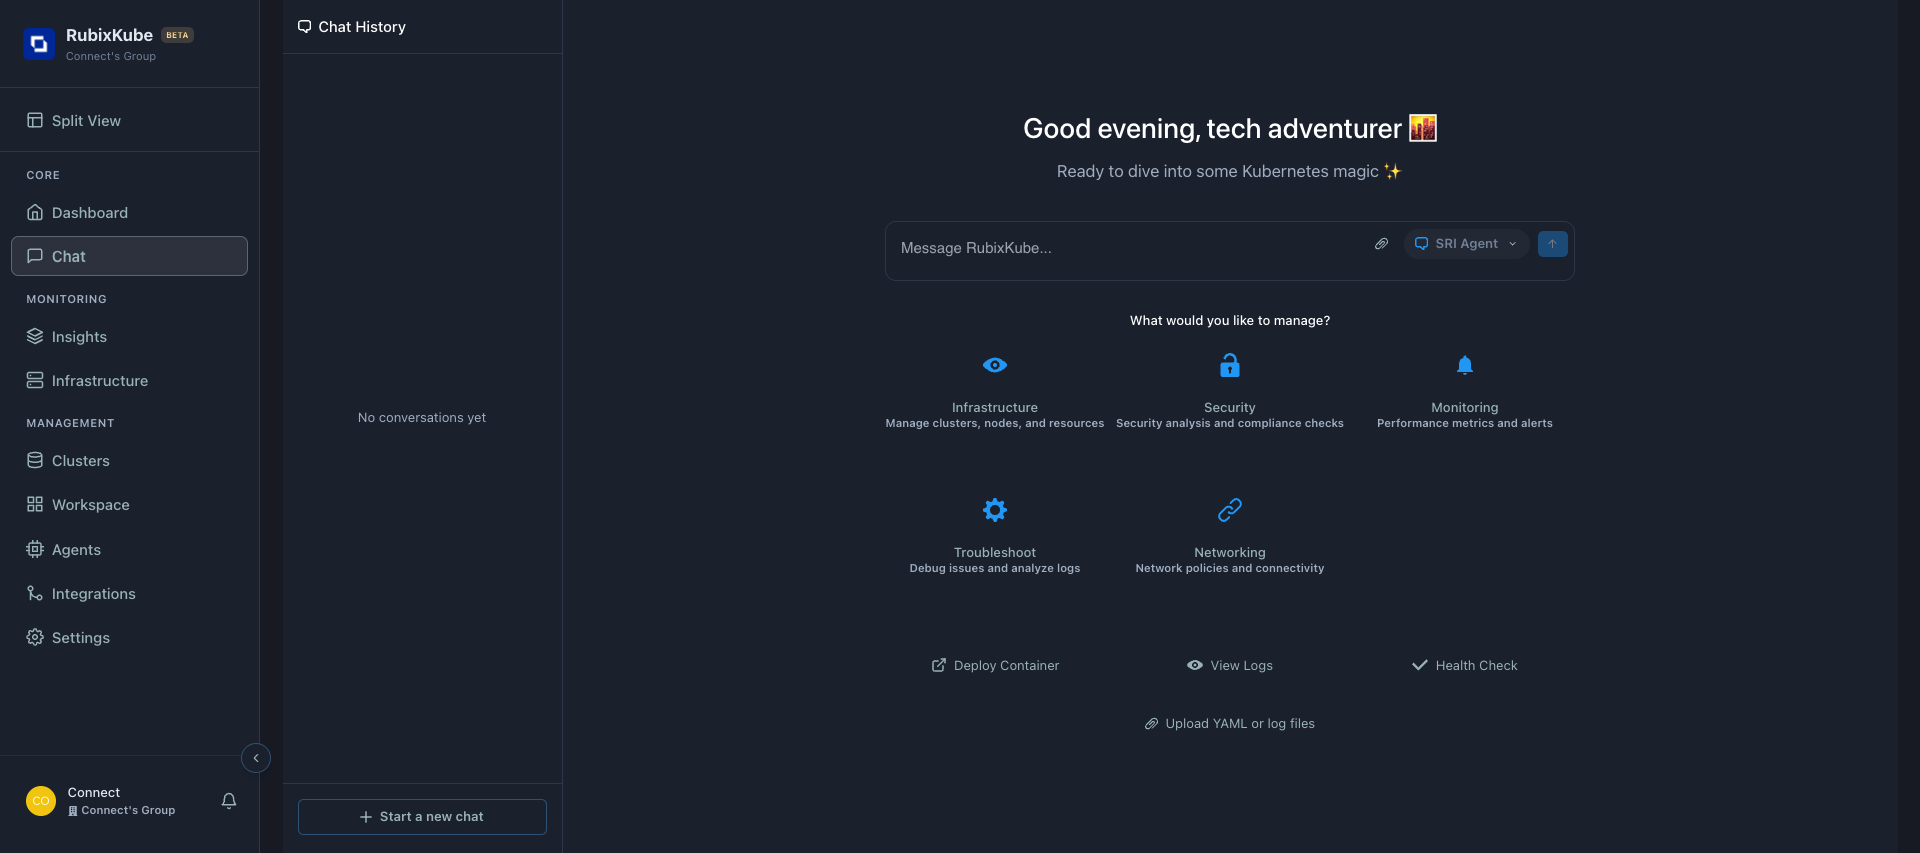 RubixKube BETA
Connect's Group
Split View
CORE
Dashboard
Chat
MONITORING
Insights
Infrastructure
MANAGEMENT
Clusters
Workspace
Agents
Integrations
Settings
CO
Connect
Connect's Group
Chat History
No conversations yet
Start a new chat
Good evening, tech adventurer
Ready to dive into some Kubernetes magic ✨
Message RubixKube...
SRI Agent
What would you like to manage?
Infrastructure
Manage clusters, nodes, and resources
Security
Security analysis and compliance checks
Monitoring
Performance metrics and alerts
Troubleshoot
Debug issues and analyze logs
Networking
Network policies and connectivity
Deploy Container
View Logs
Health Check
Upload YAML or log files